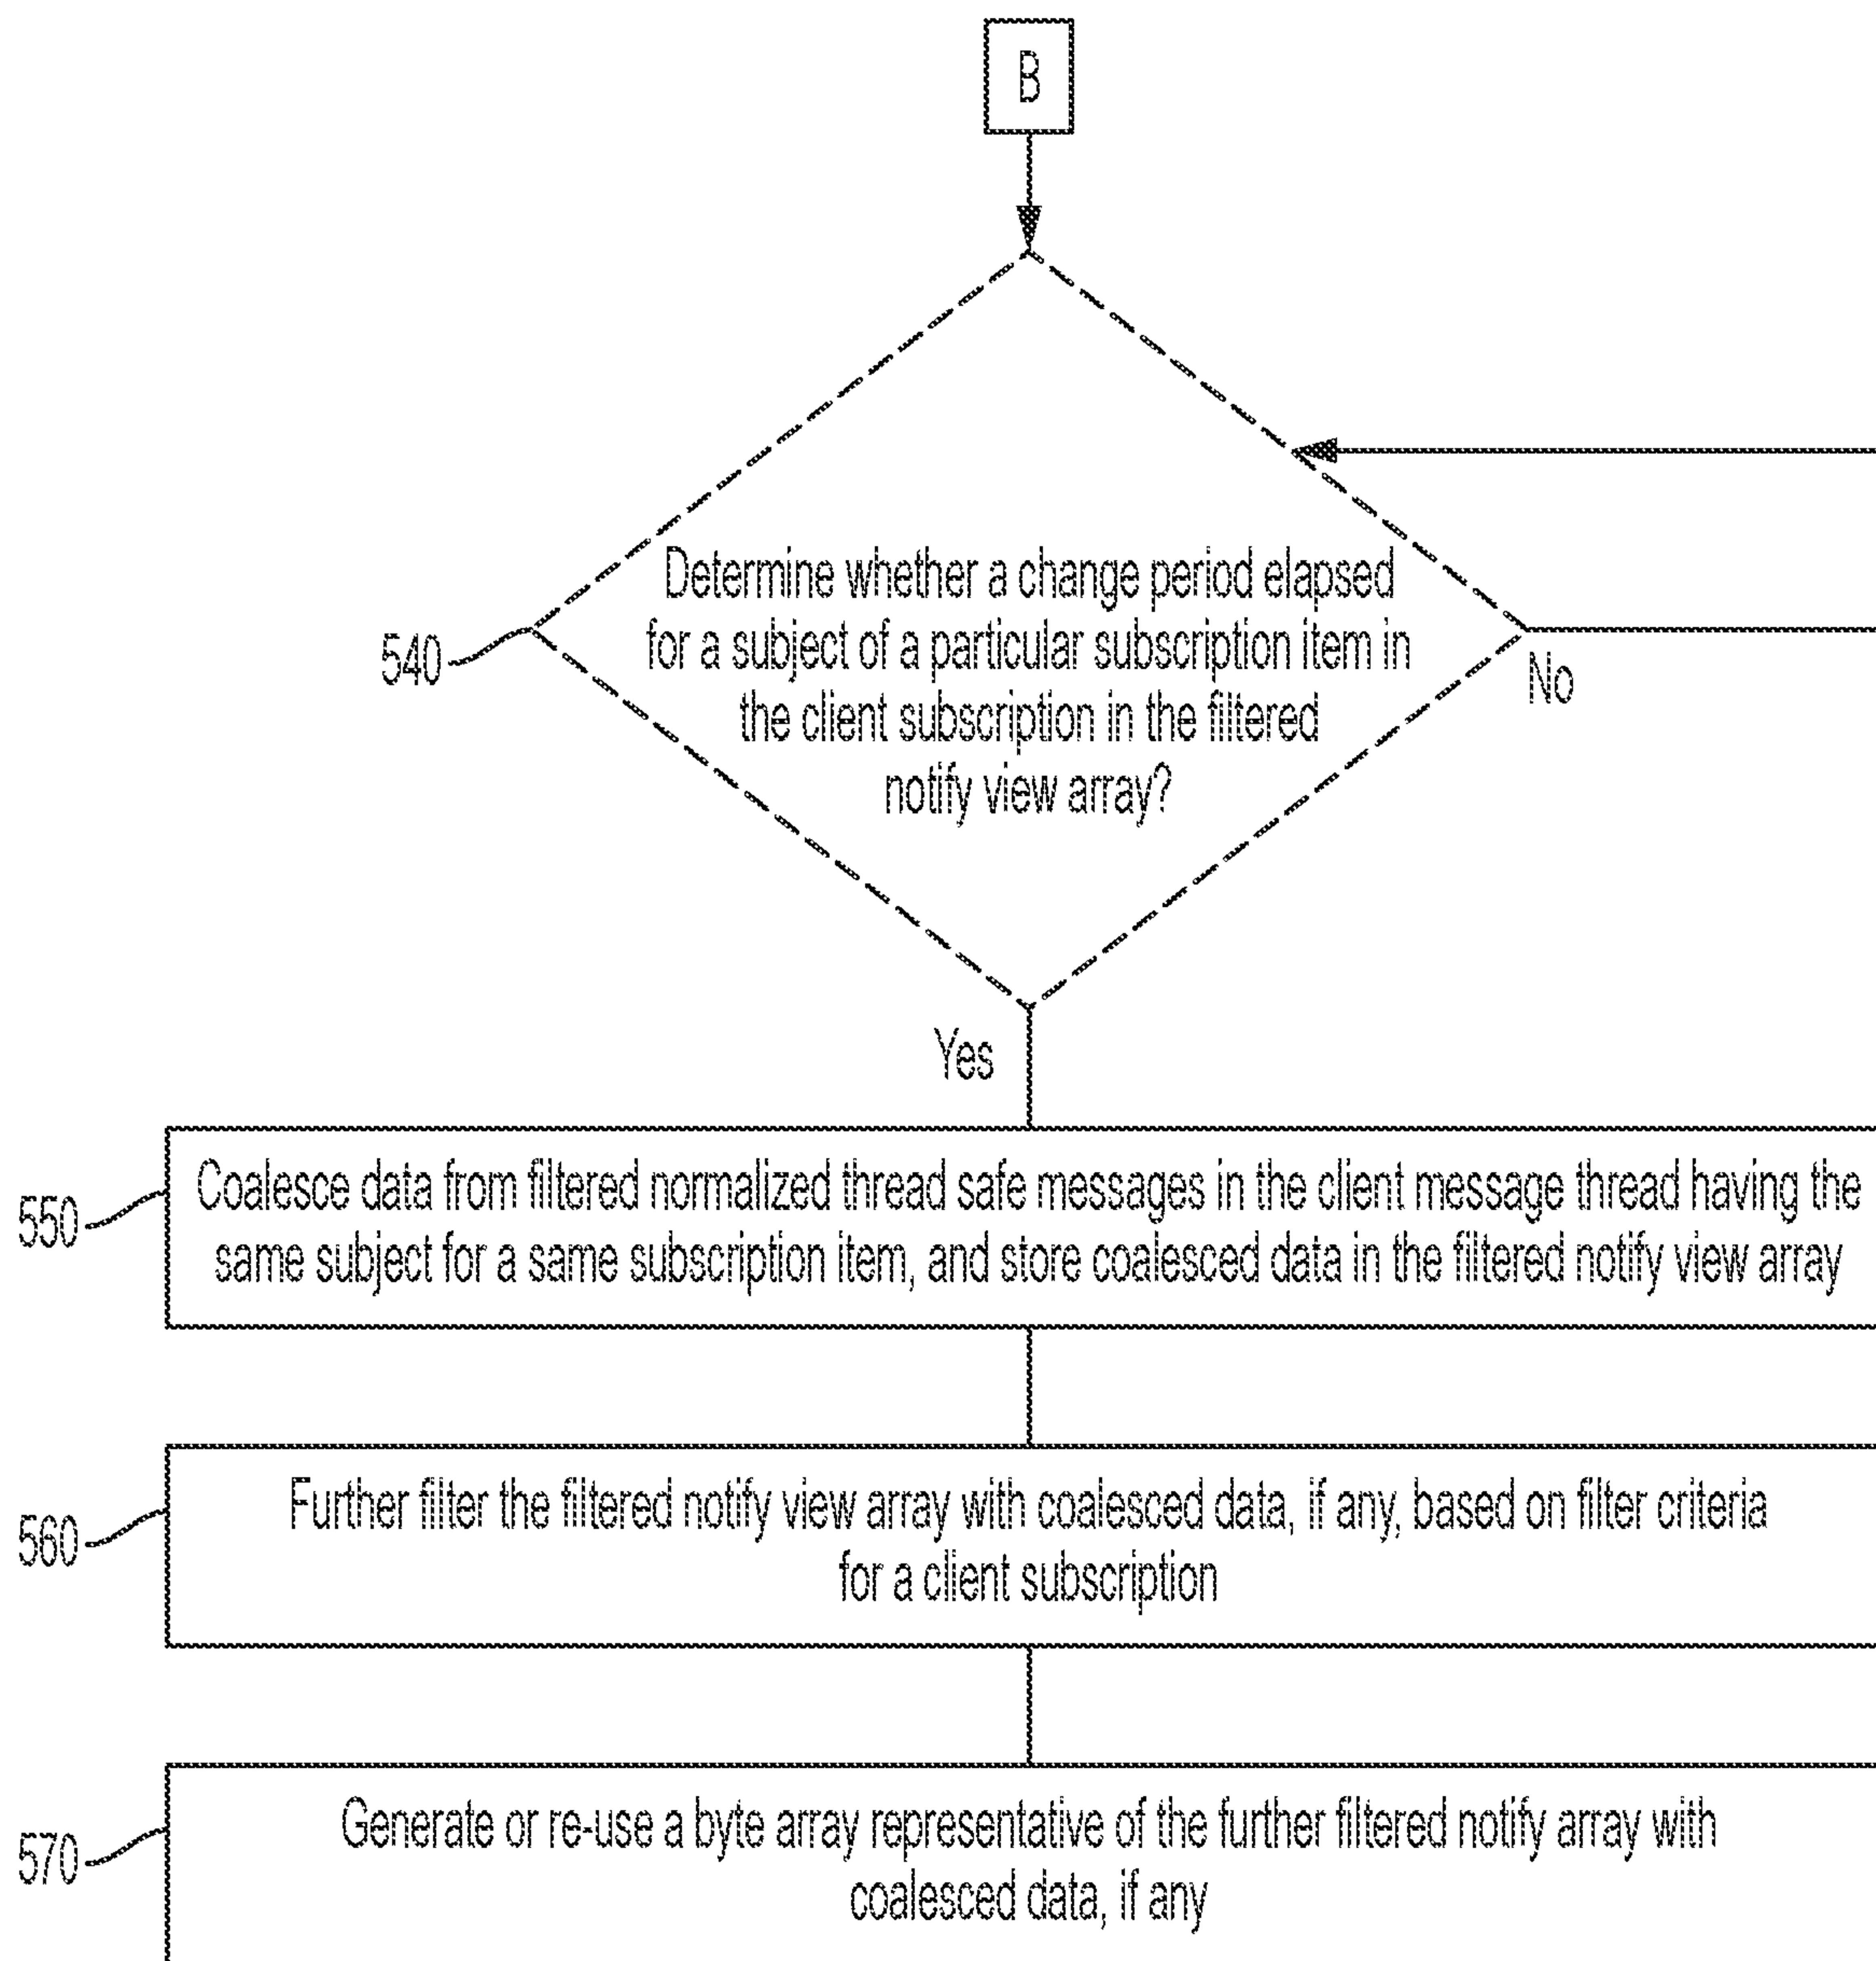 B
Determine whether a change period elapsed
for a subject of a particular subscription item in
the client subscription in the filtered
notify view array?
540
No
Yes
550
Coalesce data from filtered normalized thread safe messages in the client message thread having the
same subject for a same subscription item, and store coalesced data in the filtered notify view array
560
Further filter the filtered notify view array with coalesced data, if any, based on filter criteria
for a client subscription
570
Generate or re-use a byte array representative of the further filtered notify array with
coalesced data, if any